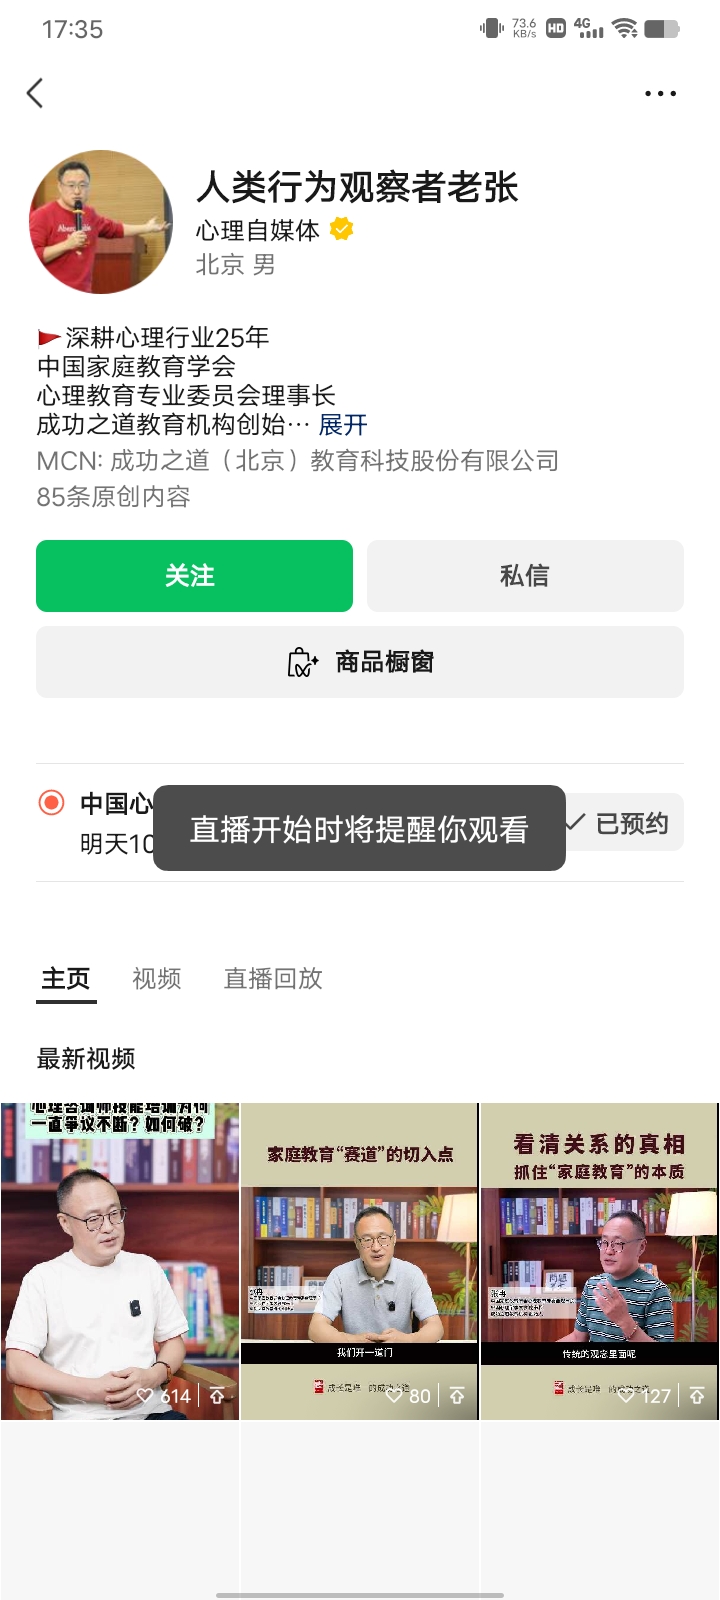 17:35
73.6
KB/s
HD
4G
人类行为观察者老张
心理自媒体
北京 男
深耕心理行业25年
中国家庭教育学会
心理教育专业委员会理事长
成功之道教育机构创始… 展开
MCN: 成功之道（北京）教育科技股份有限公司
85条原创内容
关注
私信
商品橱窗
中国心
明天10
直播开始时将提醒你观看
已预约
主页
视频
直播回放
最新视频
心理咨询师技能培训为何
一直争议不断？如何破？
614
家庭教育“赛道”的切入点
我们开一道门
80
看清关系的真相
抓住“家庭教育”的本质
传统的观念里面呢
127